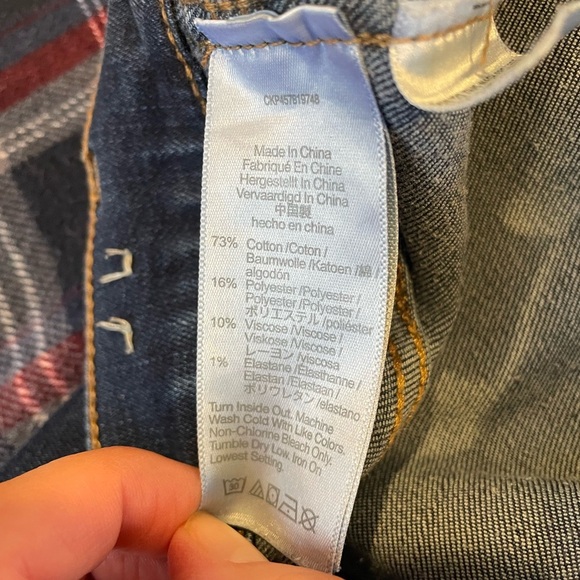 CKP457819748
Made In China
Fabriqué En China
Hergestellt In China
Vervaardigd In China
中国製
hecho en china
73% Cotton /Coton /
Baumwolle /Katoen /綿 /
algodón
16% Polyester /Polyester /
Polyester /Polyester /
ポリエステル /poliéster
10% Viscose /Viscose /
Viskose /Viscose /
レーヨン /viscosa
1% Elastane /Élasthanne /
Elastan /Elastaan /
ポリウレタン /elastano
Turn Inside Out. Machine
Wash Cold With Like Colors.
Non-Chlorine Bleach Only.
Tumble Dry Low. Iron On
Lowest Setting.
30